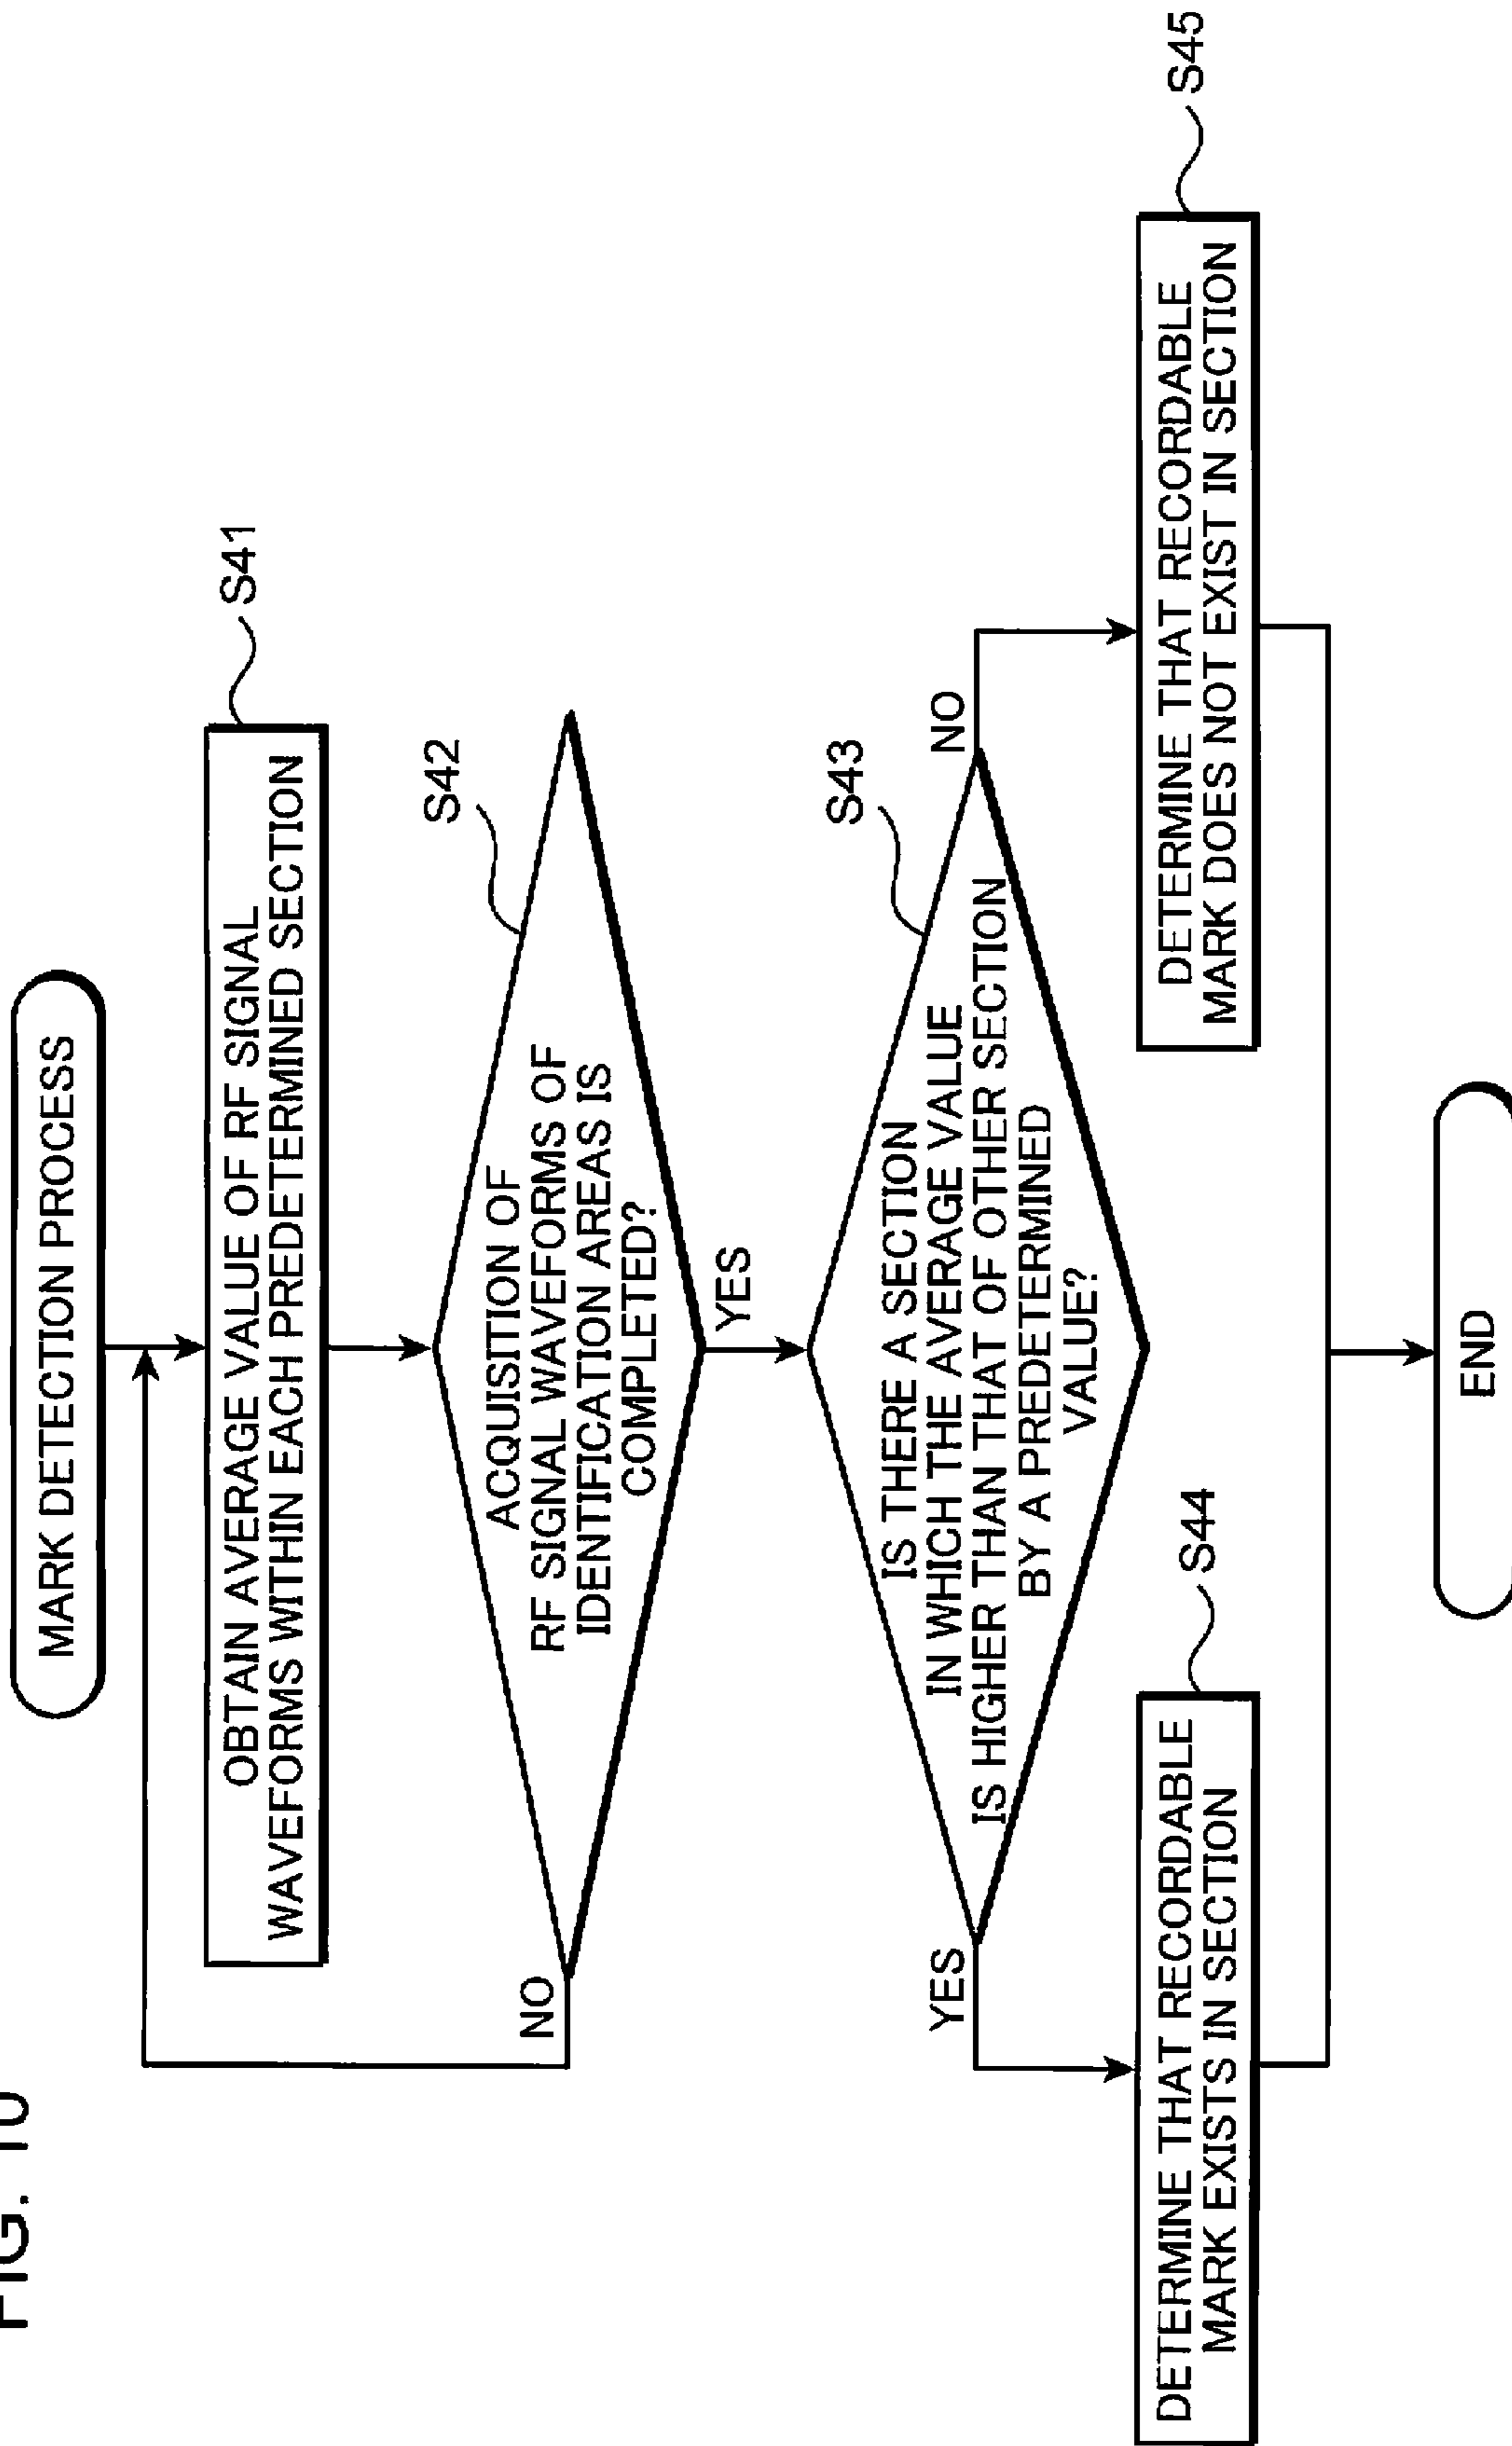 FIG. 10
MARK DETECTION PROCESS
S41
OBTAIN AVERAGE VALUE OF RF SIGNAL
WAVEFORMS WITHIN EACH PREDETERMINED SECTION
S42
ACQUISITION OF
RF SIGNAL WAVEFORMS OF
IDENTIFICATION AREAS IS
COMPLETED?
NO
YES
S43
IS THERE A SECTION
IN WHICH THE AVERAGE VALUE
IS HIGHER THAN THAT OF OTHER SECTION
BY A PREDETERMINED
VALUE?
YES
NO
S44
DETERMINE THAT RECORDABLE
MARK EXISTS IN SECTION
S45
DETERMINE THAT RECORDABLE
MARK DOES NOT EXIST IN SECTION
END